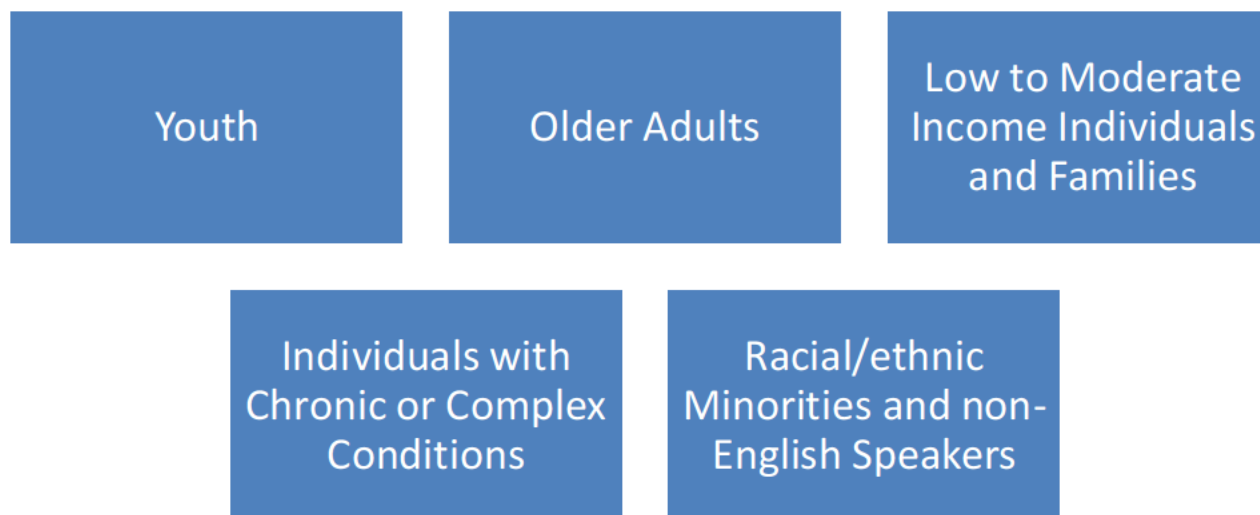 Youth
Older Adults
Low to Moderate
Income Individuals
and Families
Individuals with
Chronic or Complex
Conditions
Racial/ethnic
Minorities and non-
English Speakers